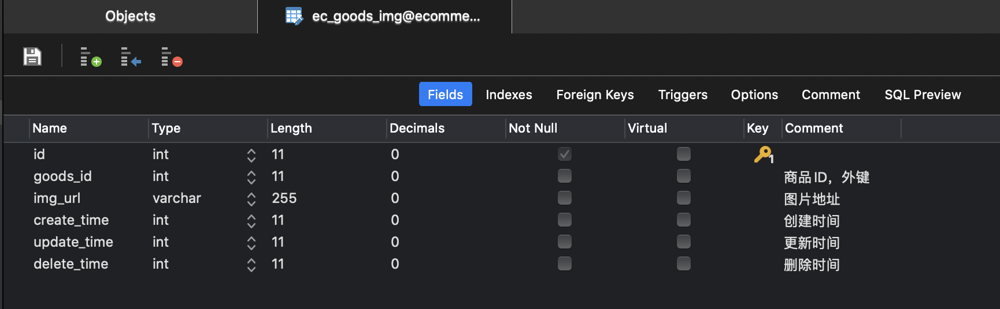 Objects ec_goods_img@ecomme...
Fields Indexes Foreign Keys Triggers Options Comment SQL Preview
Name Type Length Decimals Not Null Virtual Key Comment
id int 11 0 1
goods_id int 11 0 商品ID，外键
img_url varchar 255 0 图片地址
create_time int 11 0 创建时间
update_time int 11 0 更新时间
delete_time int 11 0 删除时间